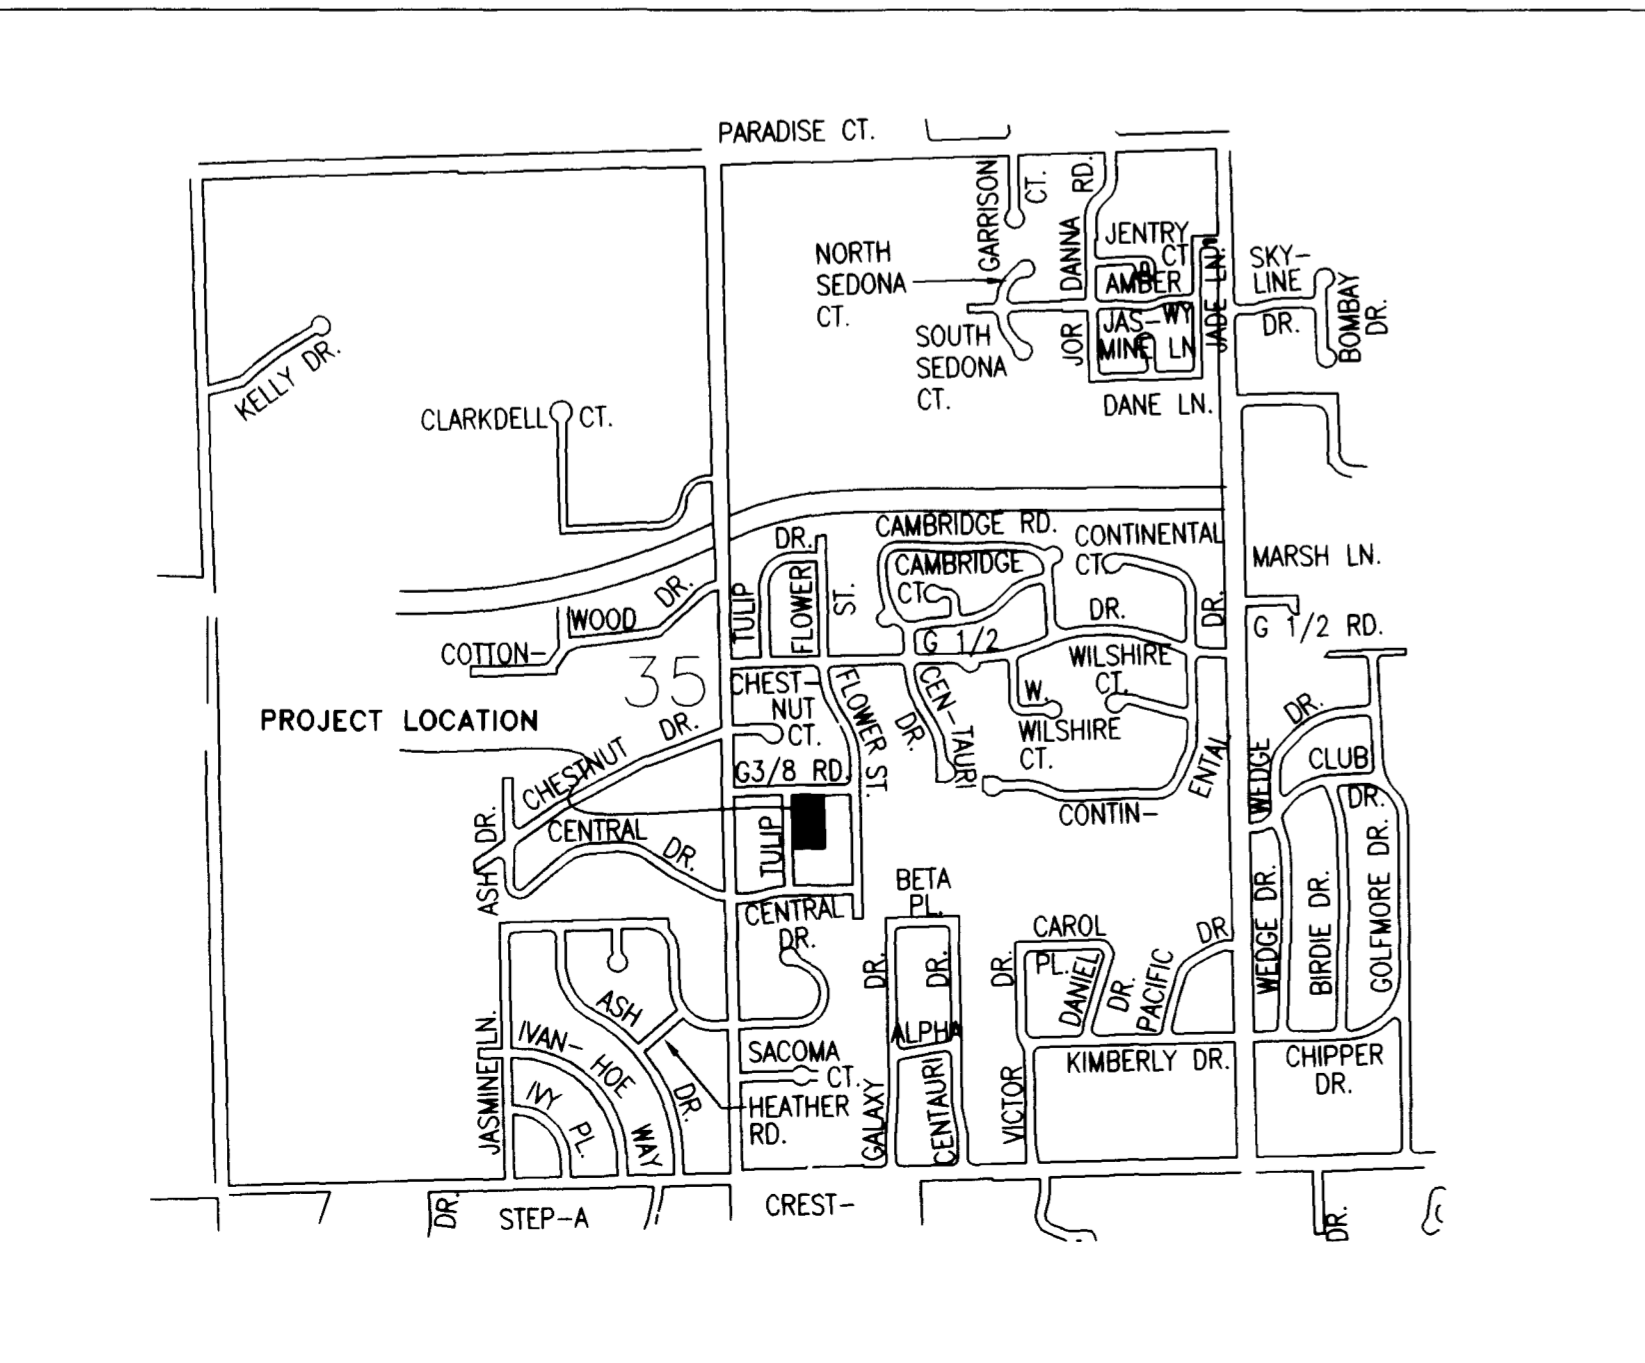 PARADISE CT.
GARRISON
CT.
RD.
DANNA
JOR
JENTRY
CT
AMBER
WY
JAS-
MINE LN
JADE LN.
DANE LN.
NORTH
SEDONA
CT.
SOUTH
SEDONA
CT.
SKY-
LINE
DR.
BOMBAY
DR.
KELLY DR.
CLARKDELL CT.
CAMBRIDGE RD.
CAMBRIDGE
CT
CONTINENTAL
CT
DR.
MARSH LN.
G 1/2 RD.
DR.
TULIP
FLOWER
ST.
WOOD
DR.
COTTON-
35
G 1/2
DR.
WILSHIRE
CT.
W.
WILSHIRE
CT.
CEN-TAURI
DR.
FLOWER ST.
CHEST-
NUT
CT.
PROJECT LOCATION
CHESTNUT DR.
G3/8 RD.
ENTAL
CONTIN-
WEDGE
DR.
CLUB
DR.
ASH DR.
CENTRAL
DR.
TULIP
CENTRAL
DR.
BETA
PL.
DR.
DR.
ALPHA
GALAXY
CENTAURI
CAROL
PL.
DR.
VICTOR
DANIEL
DR.
PACIFIC
DR
KIMBERLY DR.
WEDGE DR.
BIRDIE DR.
GOLFMORE DR.
CHIPPER
DR.
ASH
DR.
IVAN-
HOE
WAY
IVY
PL.
JASMINE LN.
SACOMA
CT.
HEATHER
RD.
DR.
STEP-A
CREST-
DR.